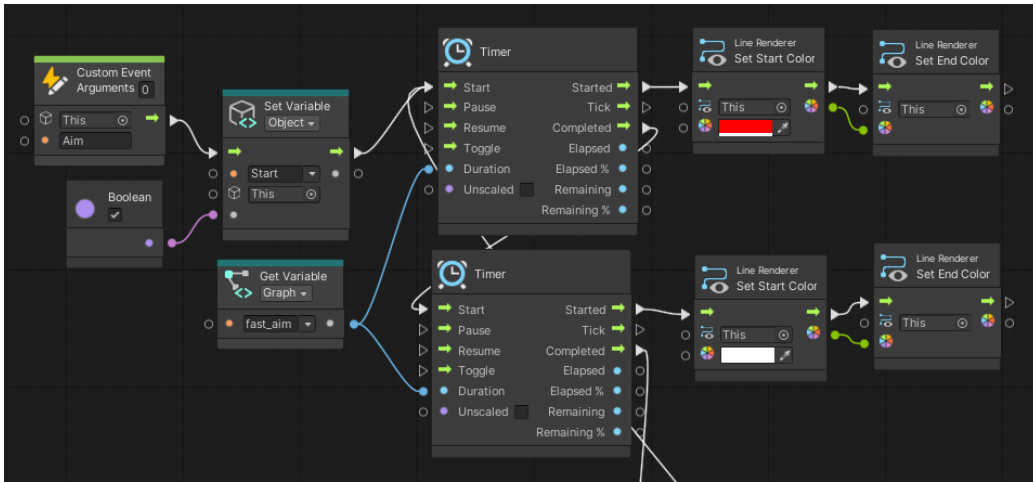 Custom Event
Arguments 0
This
Aim
Boolean
Set Variable
Object
Start
This
Get Variable
Graph
fast_aim
Timer
Start Started
Pause Tick
Resume Completed
Toggle Elapsed
Duration Elapsed %
Unscaled Remaining
Remaining %
Line Renderer
Set Start Color
This
Line Renderer
Set End Color
This
Timer
Start Started
Pause Tick
Resume Completed
Toggle Elapsed
Duration Elapsed %
Unscaled Remaining
Remaining %
Line Renderer
Set Start Color
This
Line Renderer
Set End Color
This